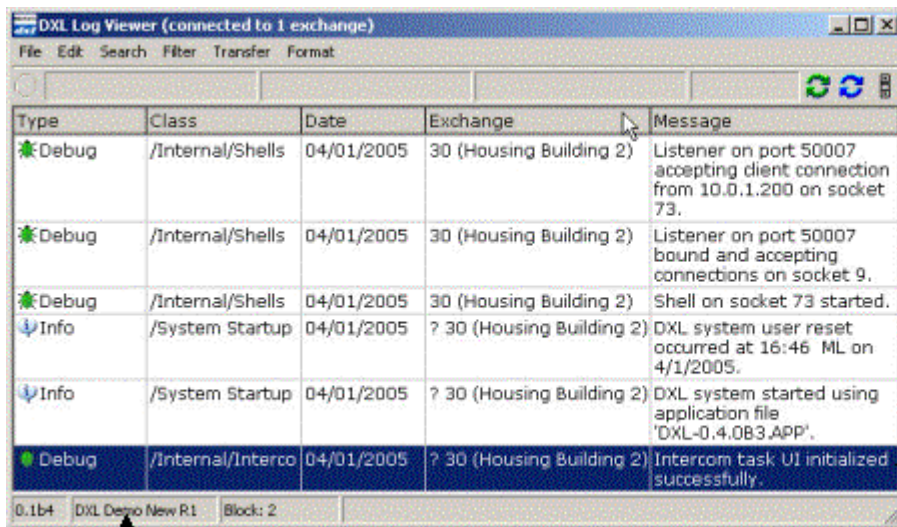 DXL Log Viewer (connected to 1 exchange)
File Edit Search Filter Transfer Format
Type Class Date Exchange Message
Debug /Internal/Shells 04/01/2005 30 (Housing Building 2) Listener on port 50007
accepting client connection
from 10.0.1.200 on socket
73.
Debug /Internal/Shells 04/01/2005 30 (Housing Building 2) Listener on port 50007
bound and accepting
connections on socket 9.
Debug /Internal/Shells 04/01/2005 30 (Housing Building 2) Shell on socket 73 started.
Info /System Startup 04/01/2005 ? 30 (Housing Building 2) DXL system user reset
occurred at 16:46 ML on
4/1/2005.
Info /System Startup 04/01/2005 ? 30 (Housing Building 2) DXL system started using
application file
'DXL-0.4.0B3.APP'.
Debug /Internal/Interco 04/01/2005 ? 30 (Housing Building 2) Intercom task UI initialized
successfully.
0.1b4 DXL Demo New R1 Block: 2